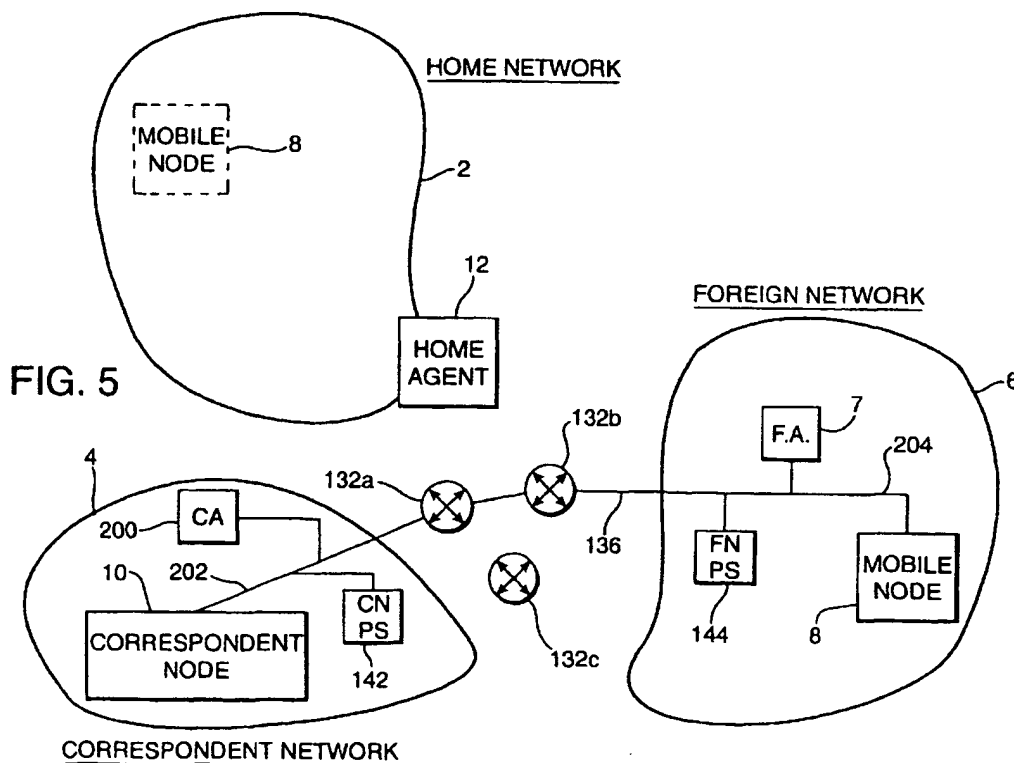 HOME NETWORK
MOBILE
NODE
8
2
12
HOME
AGENT
FOREIGN NETWORK
FIG. 5
6
132b
7
F.A.
204
4
132a
200
CA
136
FN
PS
10
202
CN
PS
MOBILE
NODE
144
8
CORRESPONDENT
NODE
142
132c
CORRESPONDENT NETWORK